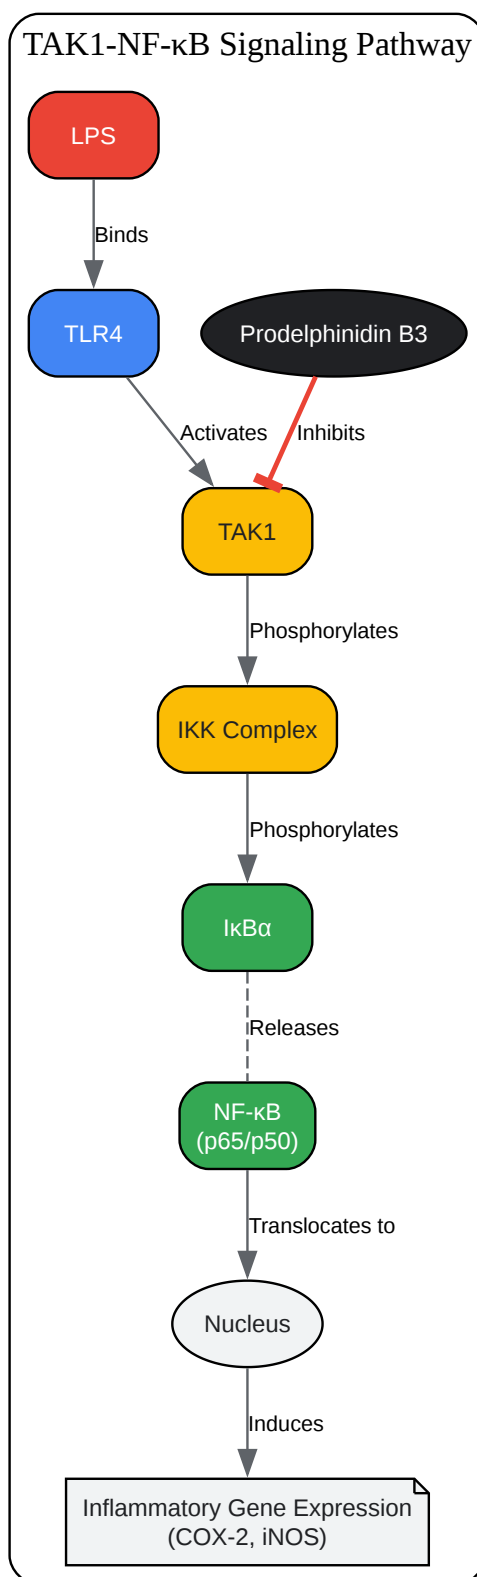 TAK1-NF-κB Signaling Pathway
LPS
Binds
TLR4
Prodelphinidin B3
Activates
Inhibits
TAK1
Phosphorylates
IKK Complex
Phosphorylates
IκBα
Releases
NF-κB
(p65/p50)
Translocates to
Nucleus
Induces
Inflammatory Gene Expression
(COX-2, iNOS)